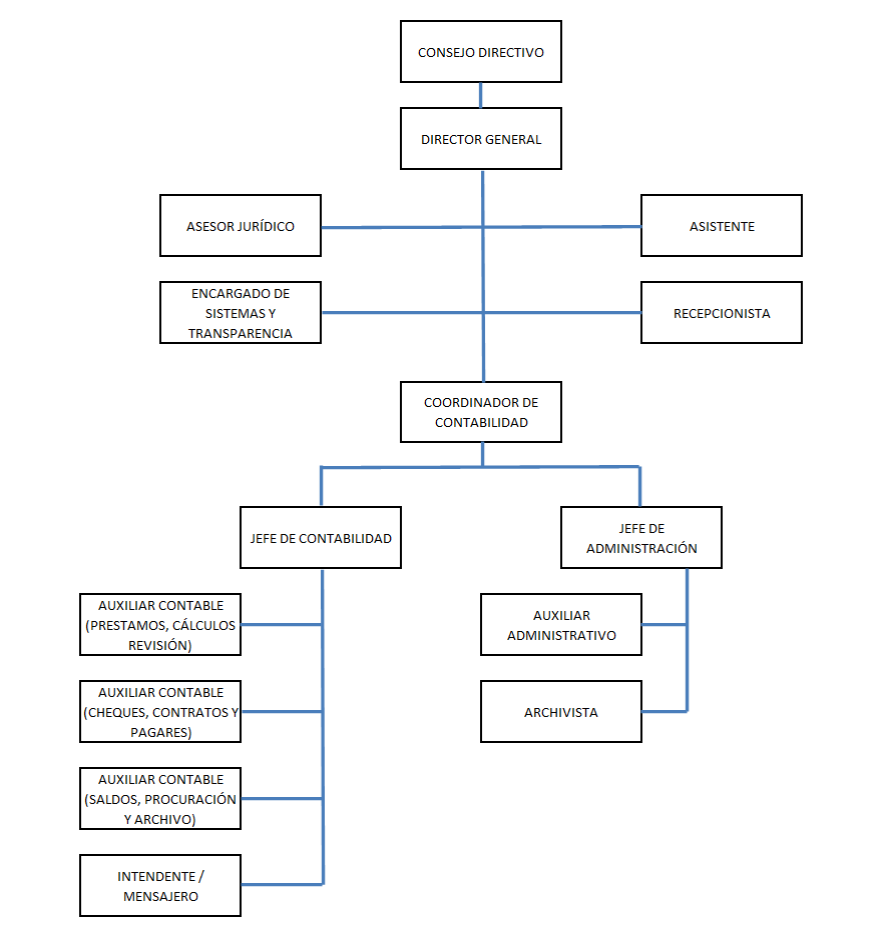 CONSEJO DIRECTIVO
DIRECTOR GENERAL
ASESOR JURÍDICO
ASISTENTE
ENCARGADO DE
SISTEMAS Y
TRANSPARENCIA
RECEPCIONISTA
COORDINADOR DE
CONTABILIDAD
JEFE DE CONTABILIDAD
JEFE DE
ADMINISTRACIÓN
AUXILIAR CONTABLE
(PRESTAMOS, CÁLCULOS
REVISIÓN)
AUXILIAR
ADMINISTRATIVO
AUXILIAR CONTABLE
(CHEQUES, CONTRATOS Y
PAGARES)
ARCHIVISTA
AUXILIAR CONTABLE
(SALDOS, PROCURACIÓN
Y ARCHIVO)
INTENDENTE /
MENSAJERO